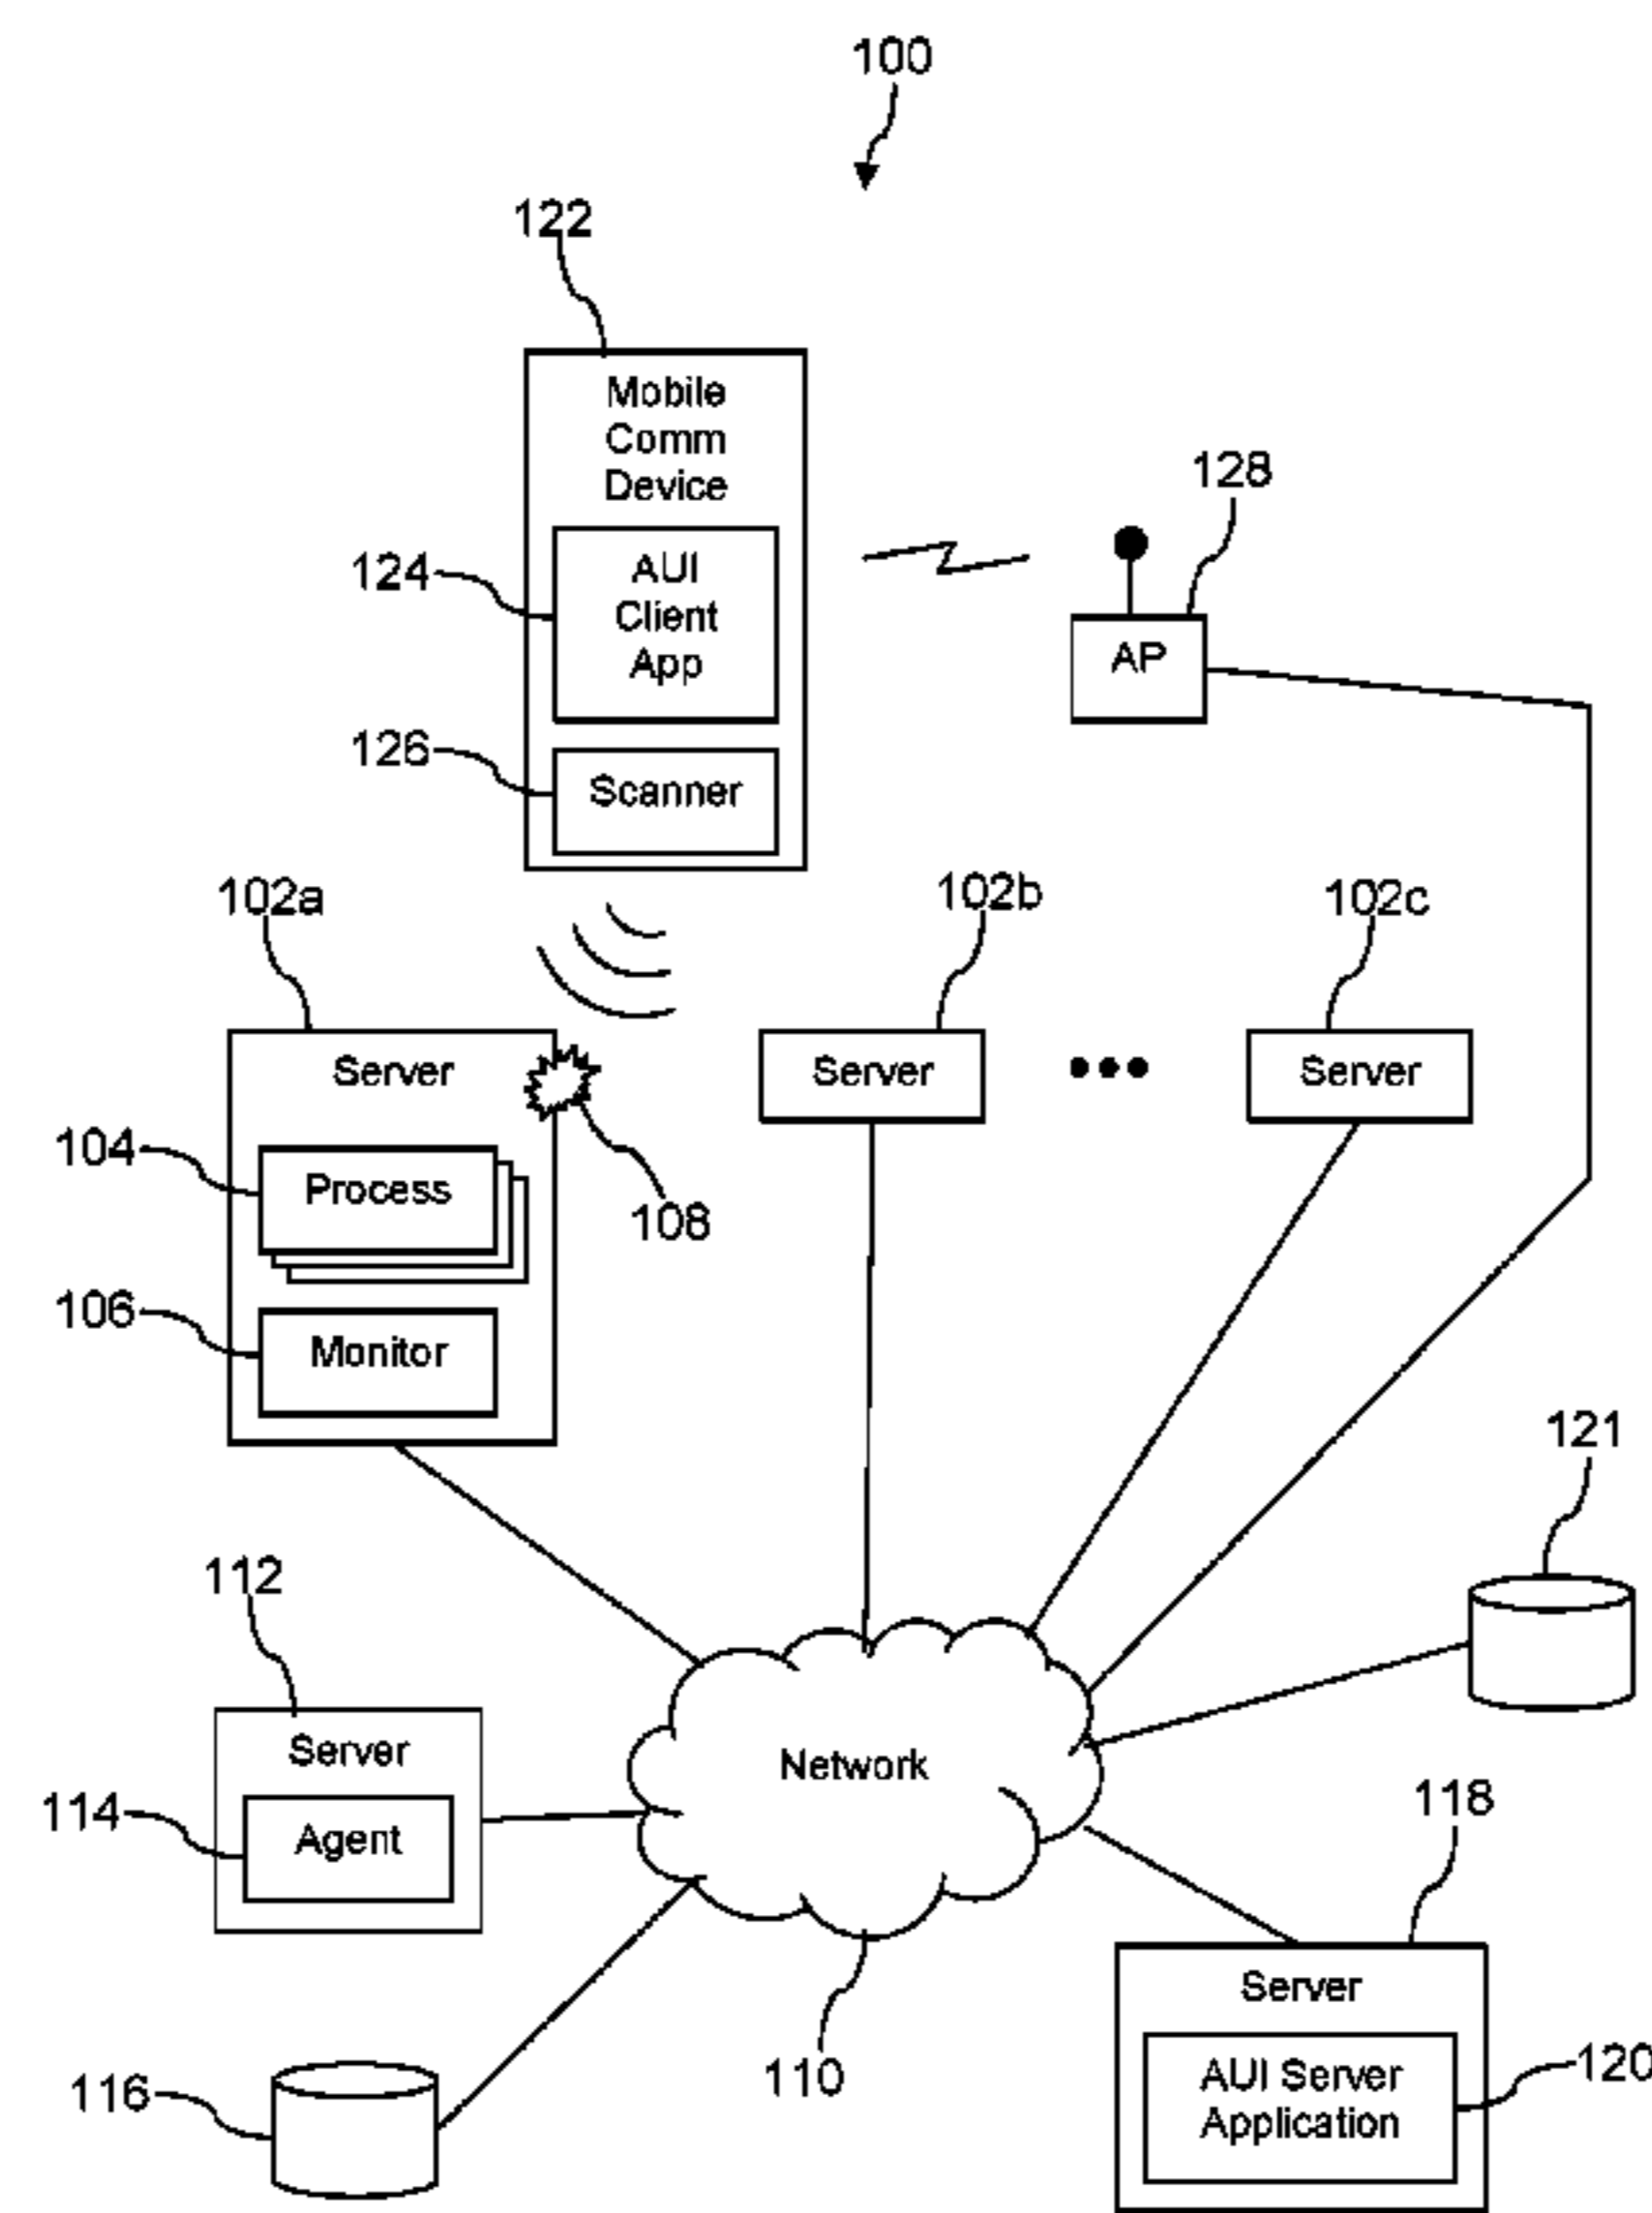 100
122
Mobile
Comm
Device
128
124
AUI
Client
App
AP
126
Scanner
102a
102b
102c
Server
Server
Server
104
Process
108
106
Monitor
121
112
Server
Network
114
Agent
118
Server
116
110
AUI Server
Application
120